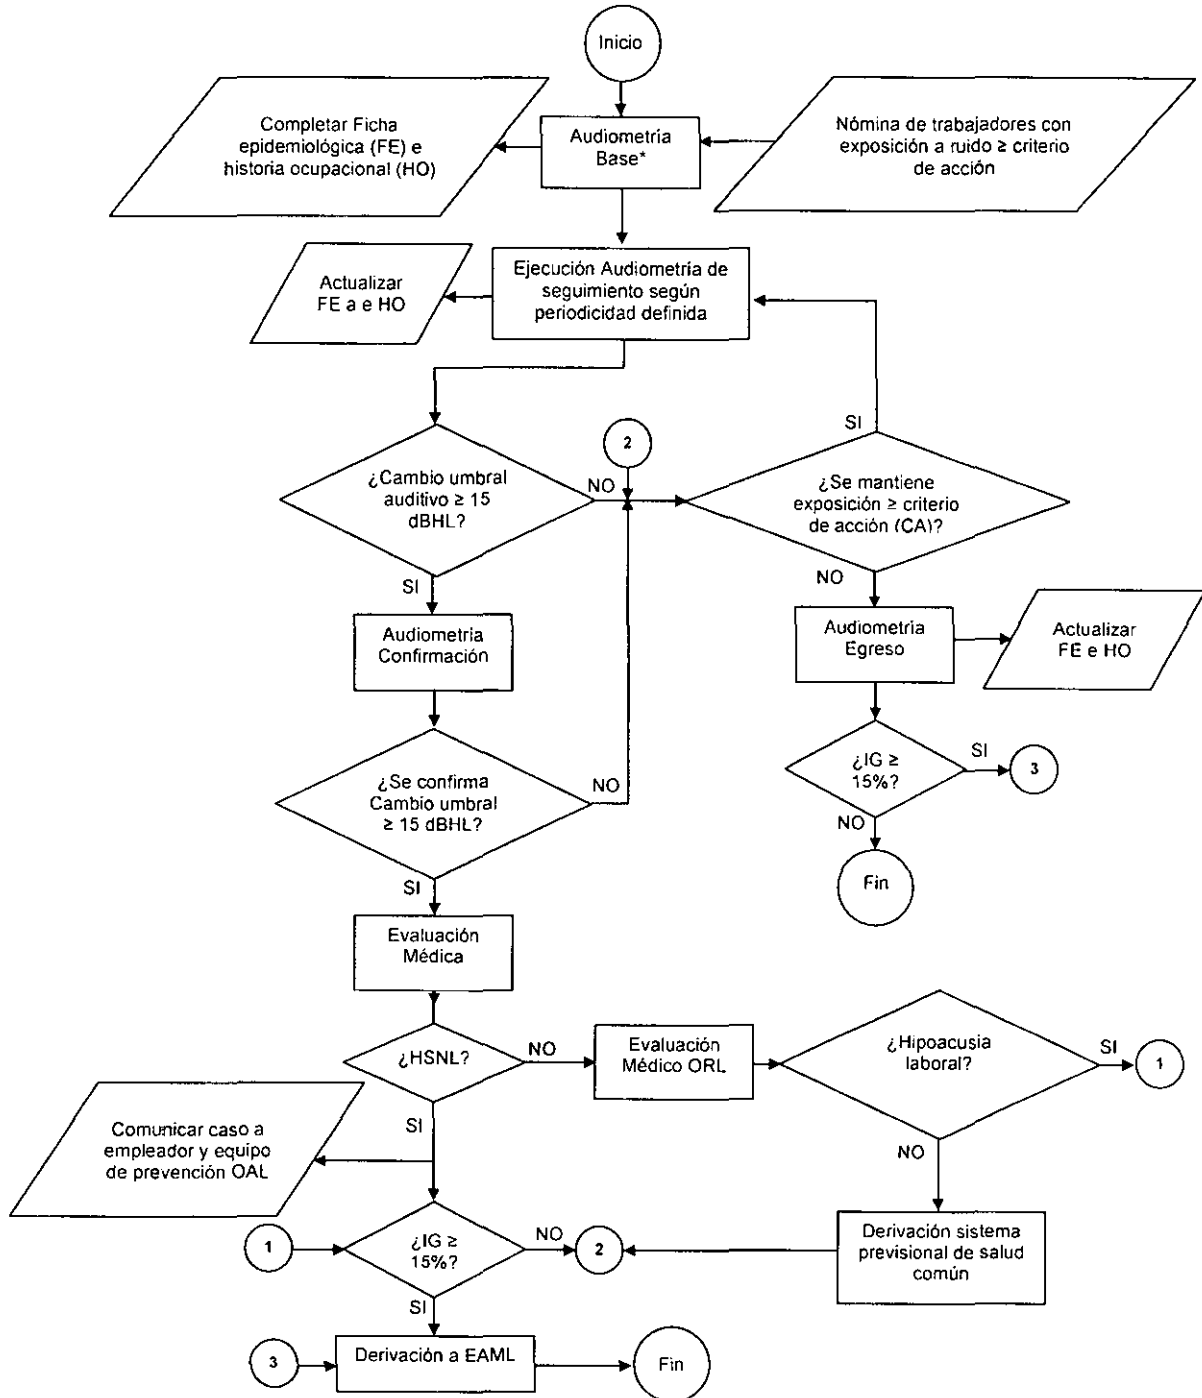 Inicio
Completar Ficha
epidemiológica (FE) e
historia ocupacional (HO)
Audiometría
Base*
Nómina de trabajadores con
exposición a ruido ≥ criterio
de acción
Actualizar
FE a e HO
Ejecución Audiometría de
seguimiento según
periodicidad definida
SI
2
¿Cambio umbral
auditivo ≥ 15
dBHL?
NO
¿Se mantiene
exposición ≥ criterio
de acción (CA)?
SI
NO
Audiometría
Confirmación
Audiometría
Egreso
Actualizar
FE e HO
¿Se confirma
Cambio umbral
≥ 15 dBHL?
NO
¿IG ≥
15%?
SI
3
NO
SI
Fin
Evaluación
Médica
¿HSNL?
NO
Evaluación
Médico ORL
¿Hipoacusia
laboral?
SI
1
Comunicar caso a
empleador y equipo
de prevención OAL
SI
NO
1
¿IG ≥
15%?
NO
2
Derivación sistema
previsional de salud
común
SI
3
Derivación a EAML
Fin